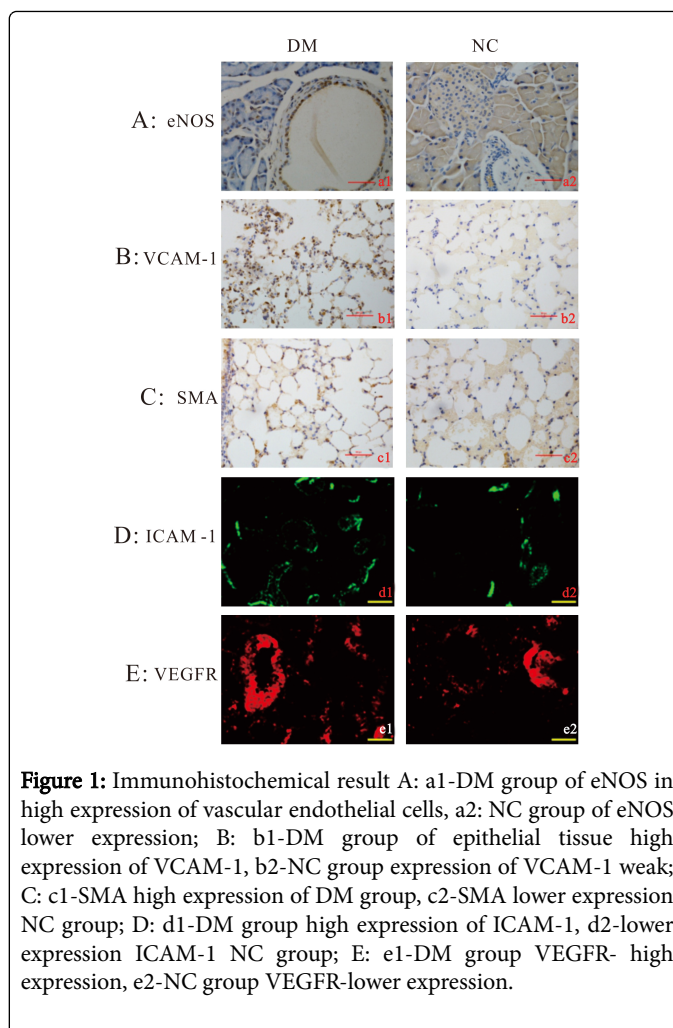 DM NC
A: eNOS
a1 a2
B: VCAM-1
b1 b2
C: SMA
c1 c2
D: ICAM -1
d1 d2
E: VEGFR
e1 e2
Figure 1: Immunohistochemical result A: a1-DM group of eNOS in
high expression of vascular endothelial cells, a2: NC group of eNOS
lower expression; B: b1-DM group of epithelial tissue high
expression of VCAM-1, b2-NC group expression of VCAM-1 weak;
C: c1-SMA high expression of DM group, c2-SMA lower expression
NC group; D: d1-DM group high expression of ICAM-1, d2-lower
expression ICAM-1 NC group; E: e1-DM group VEGFR- high
expression, e2-NC group VEGFR-lower expression.